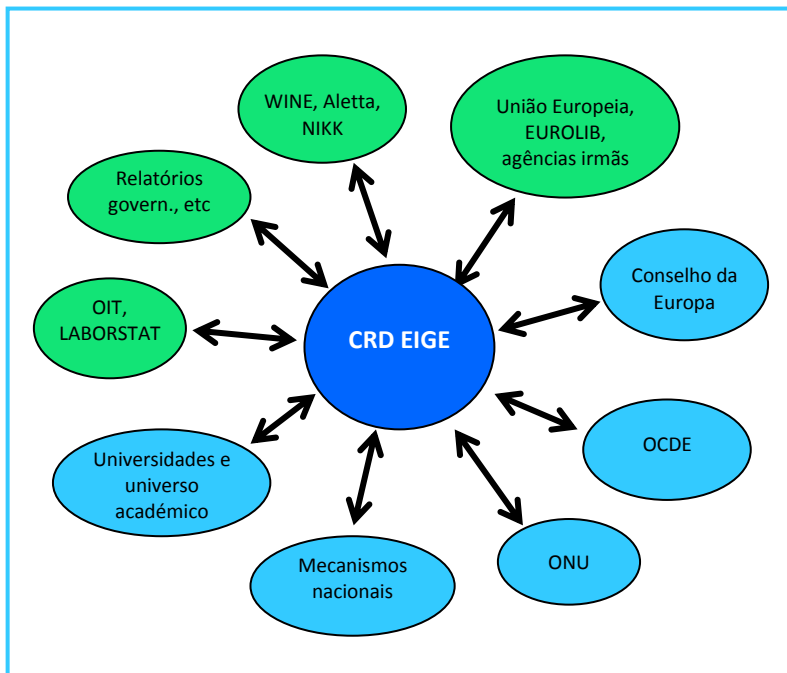 WINE, Aletta,
NIKK
União Europeia,
EUROLIB,
agências irmãs
Relatórios
govern., etc
Conselho da
Europa
OIT,
LABORSTAT
CRD EIGE
OCDE
Universidades e
universo
académico
Mecanismos
nacionais
ONU